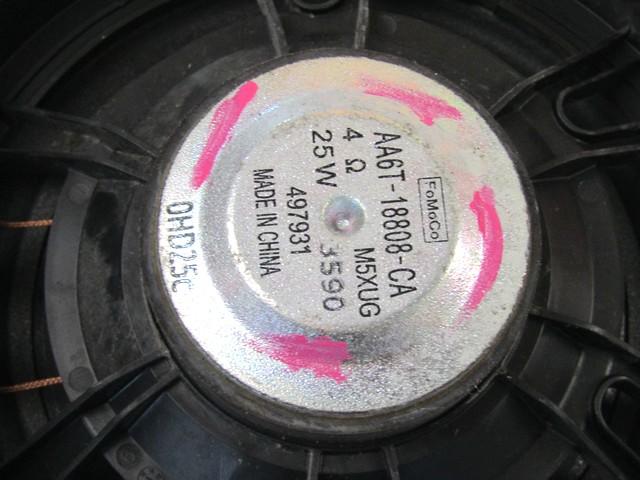 FoMoCo
AA6T-18808-CA
4 Ω M5XUG
25W 3590
497931
MADE IN CHINA
0HD25C